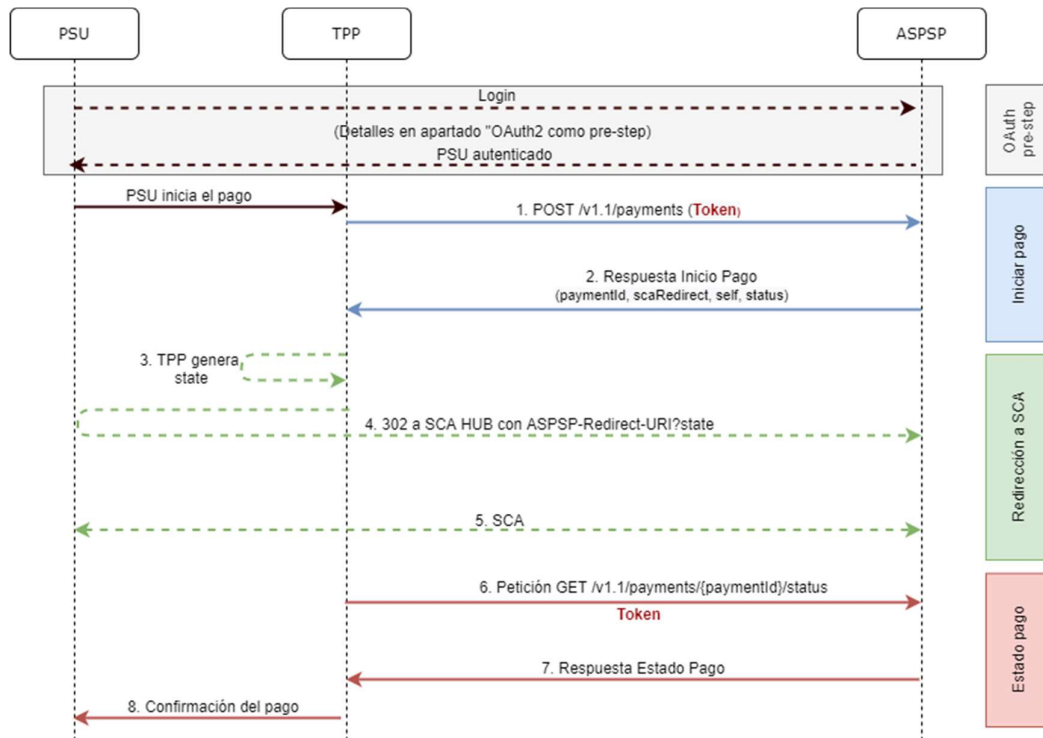 PSU
TPP
ASPSP
Login
(Detalles en apartado "OAuth2 como pre-step)
PSU autenticado
OAuth
pre-step
PSU inicia el pago
1. POST /v1.1/payments (Token)
2. Respuesta Inicio Pago
(paymentId, scaRedirect, self, status)
Iniciar pago
3. TPP genera
state
4. 302 a SCA HUB con ASPSP-Redirect-URI?state
5. SCA
Redirección a SCA
6. Petición GET /v1.1/payments/{paymentId}/status
Token
7. Respuesta Estado Pago
8. Confirmación del pago
Estado pago